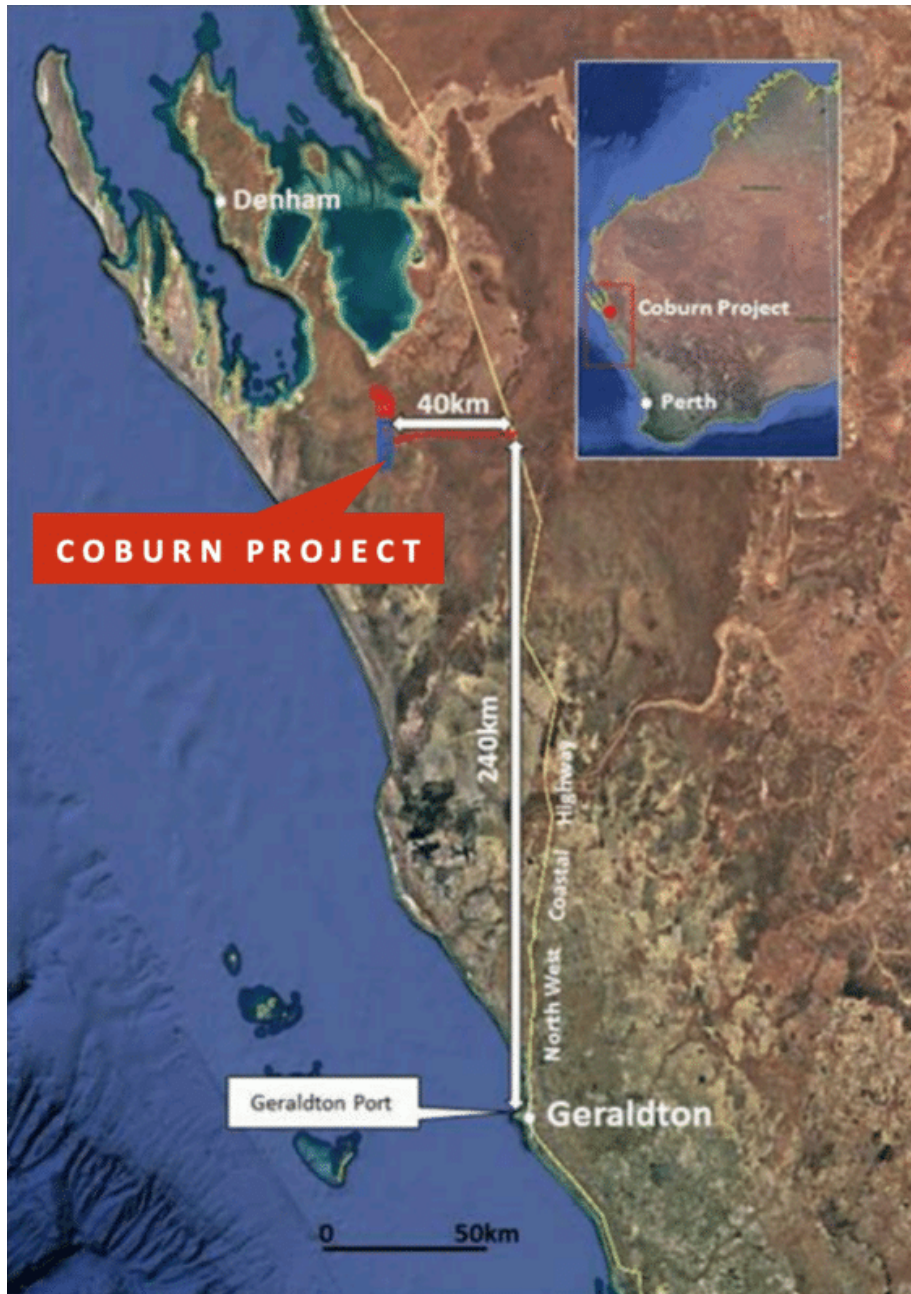 Denham
Coburn Project
Perth
40km
COBURN PROJECT
240km
North West Coastal Highway
Geraldton Port
Geraldton
0 50km